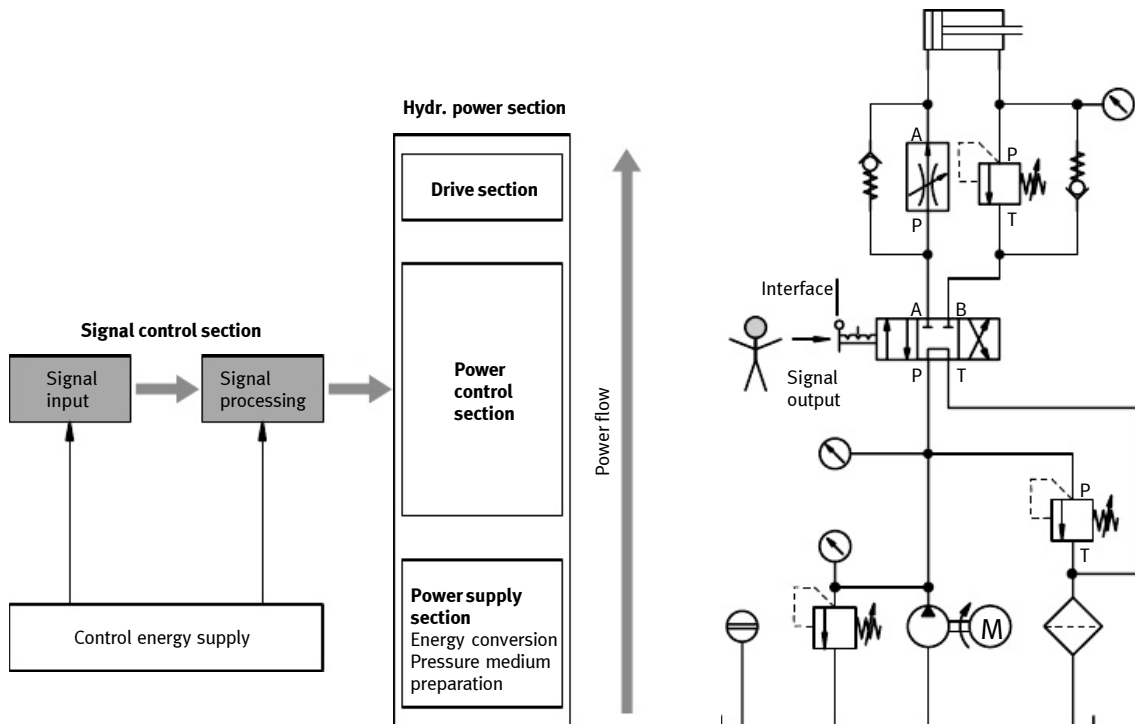 Hydr. power section
Drive section
Signal control section
Signal
input
Signal
processing
Power
control
section
Power flow
Control energy supply
Power supply
section
Energy conversion
Pressure medium
preparation
A
P
P
T
Interface
A B
Signal
output
P T
P
T
M